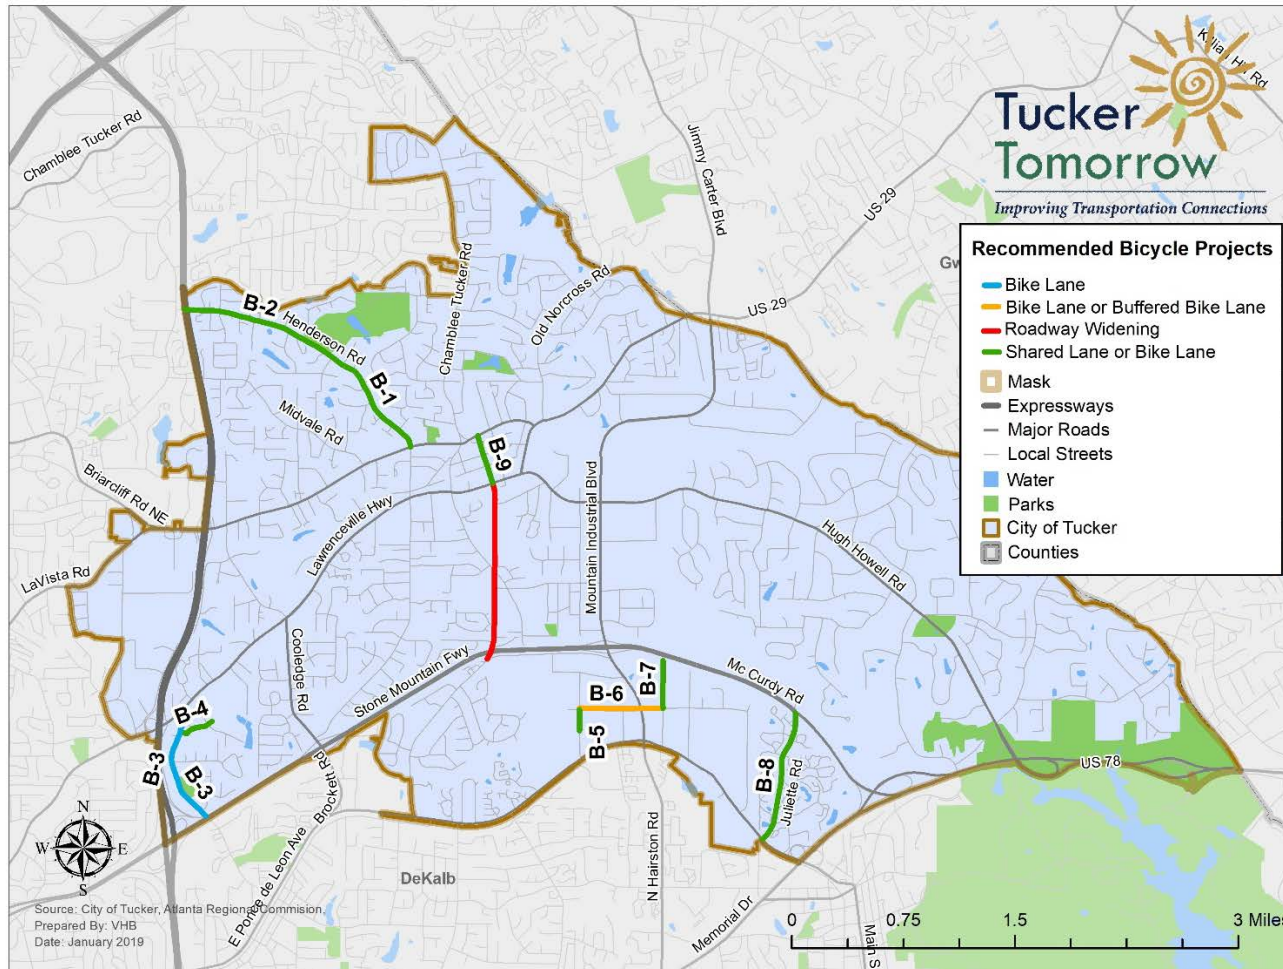 Tucker
Tomorrow
Improving Transportation Connections
Recommended Bicycle Projects
Bike Lane
Bike Lane or Buffered Bike Lane
Roadway Widening
Shared Lane or Bike Lane
Mask
Expressways
Major Roads
Local Streets
Water
Parks
City of Tucker
Counties
Chamblee Tucker Rd
Jimmy Carter Blvd
US 29
US 29
Chamblee Tucker Rd
Old Norcross Rd
B-2
Henderson Rd
B-1
Midvale Rd
B-9
Briarcliff Rd NE
Lawrenceville Hwy
Mountain Industrial Blvd
Hugh Howell Rd
LaVista Rd
Cooledge Rd
Stone Mountain Fwy
Mc Curdy Rd
B-7
B-6
B-5
B-4
B-3
B-3
B-8
Juliette Rd
US 78
Brockett Rd
E Ponce de Leon Ave
N Hairston Rd
Memorial Dr
Main S
DeKalb
N
W
E
S
Source: City of Tucker, Atlanta Regional Commision,
Prepared By: VHB
Date: January 2019
0 0.75 1.5 3 Miles